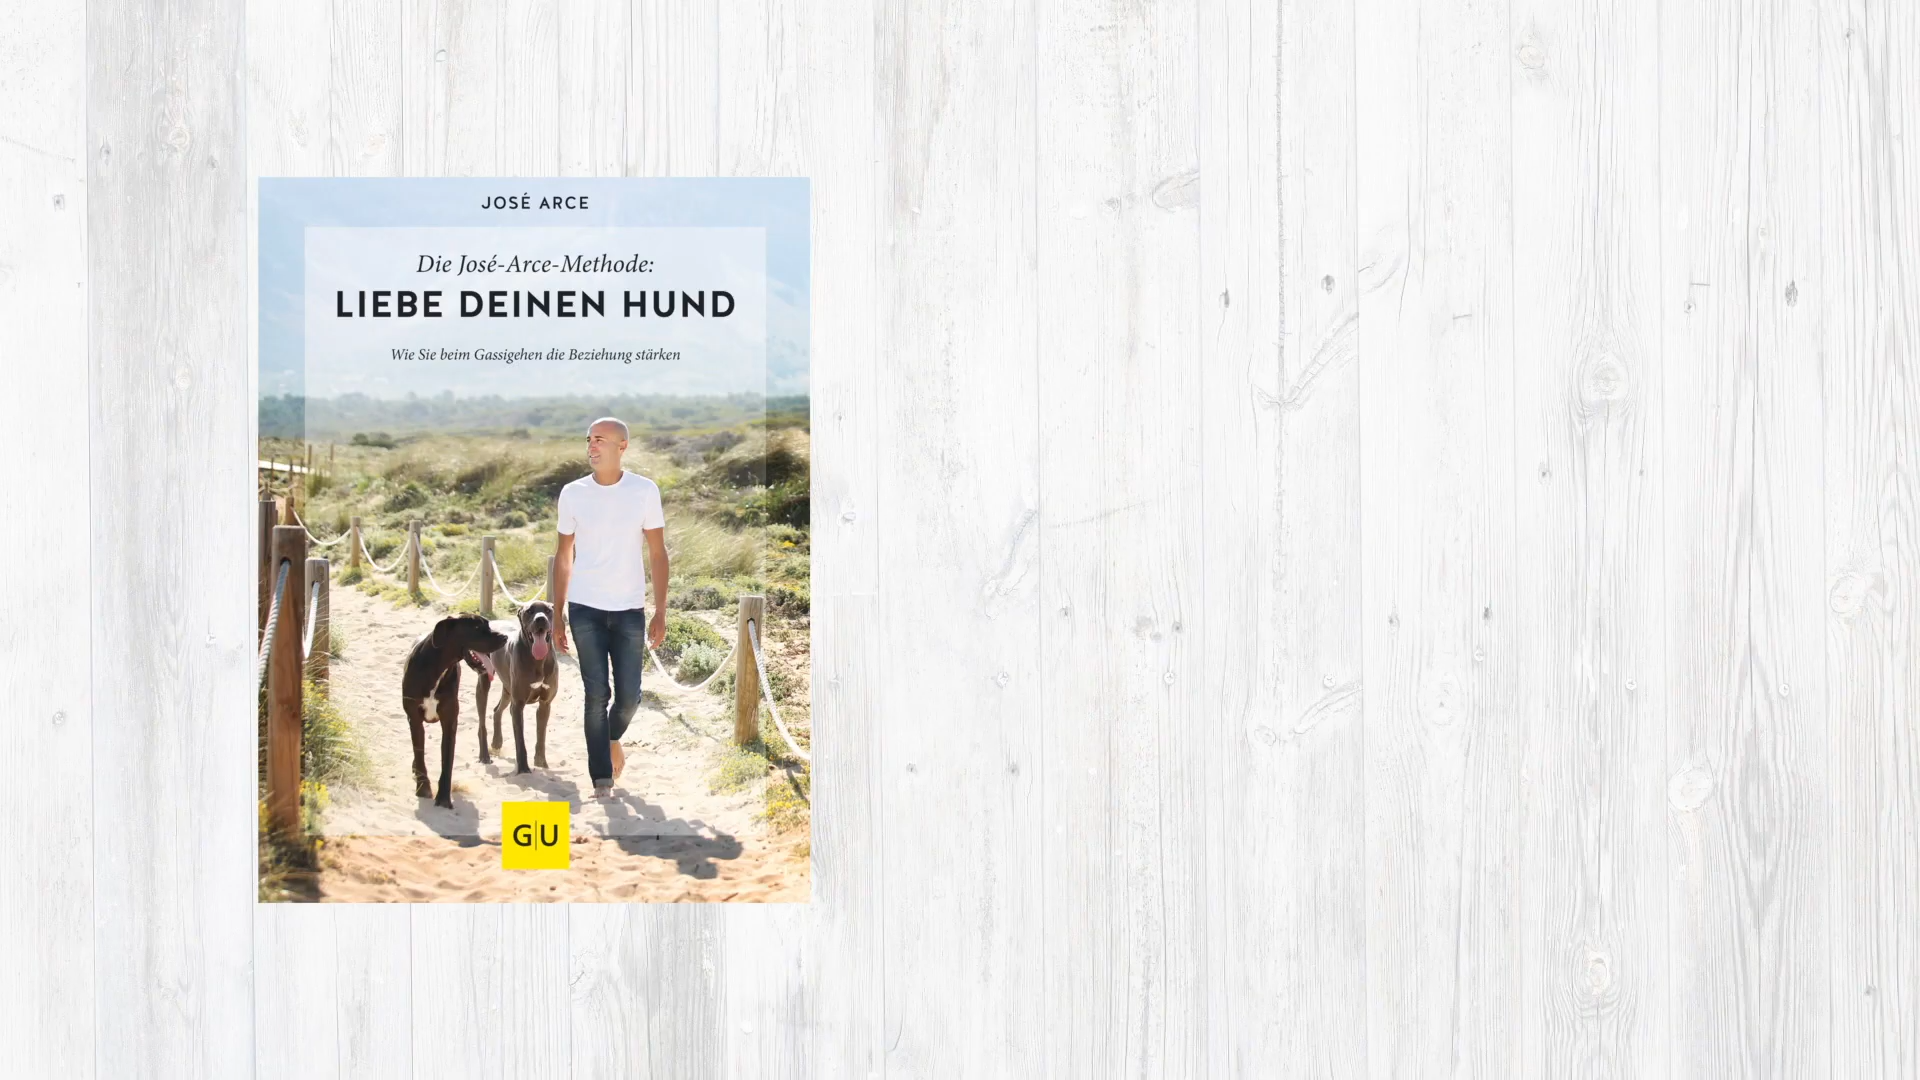 JOSÉ ARCE
Die José-Arce-Methode:
LIEBE DEINEN HUND
Wie Sie beim Gassigehen die Beziehung stärken
G|U